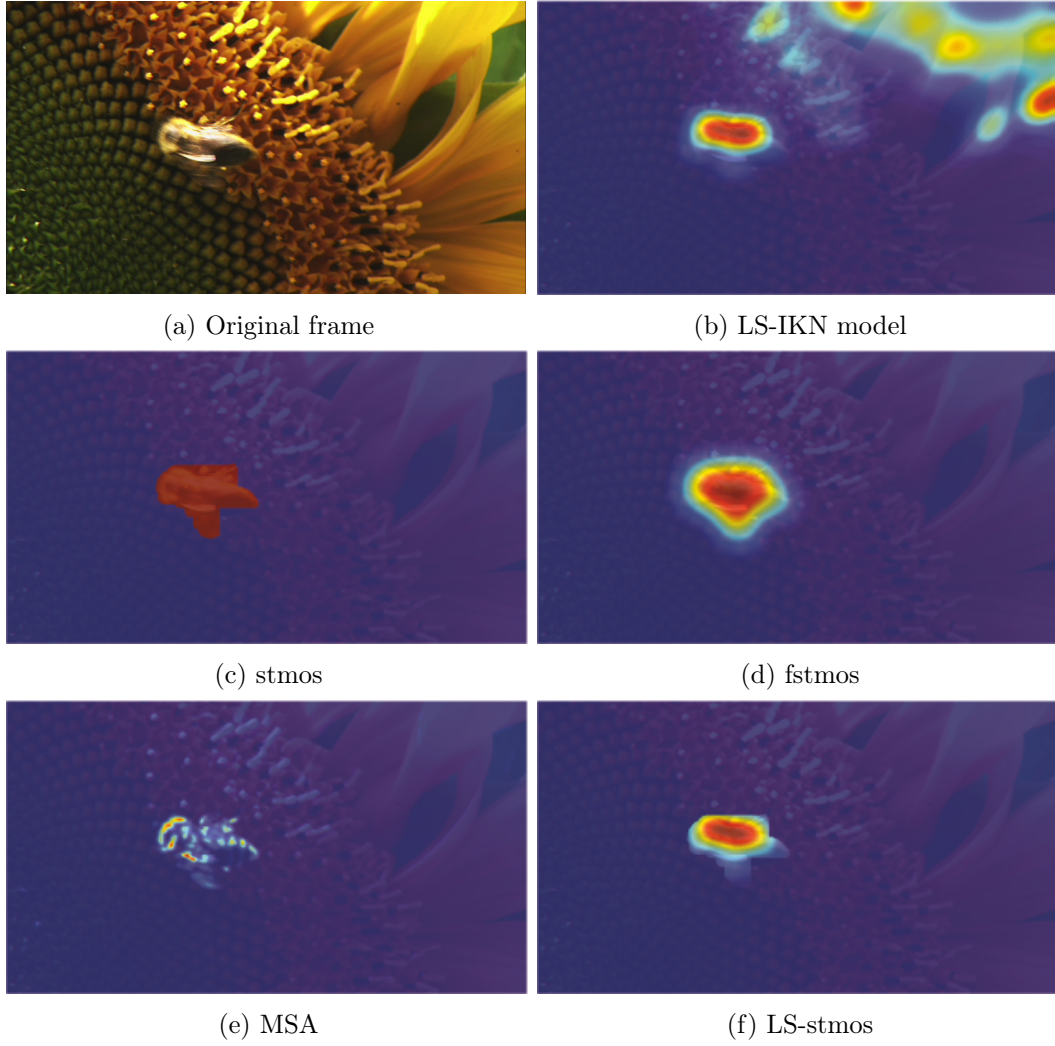 (a) Original frame
(b) LS-IKN model
(c) stmos
(d) fstmos
(e) MSA
(f) LS-stmos